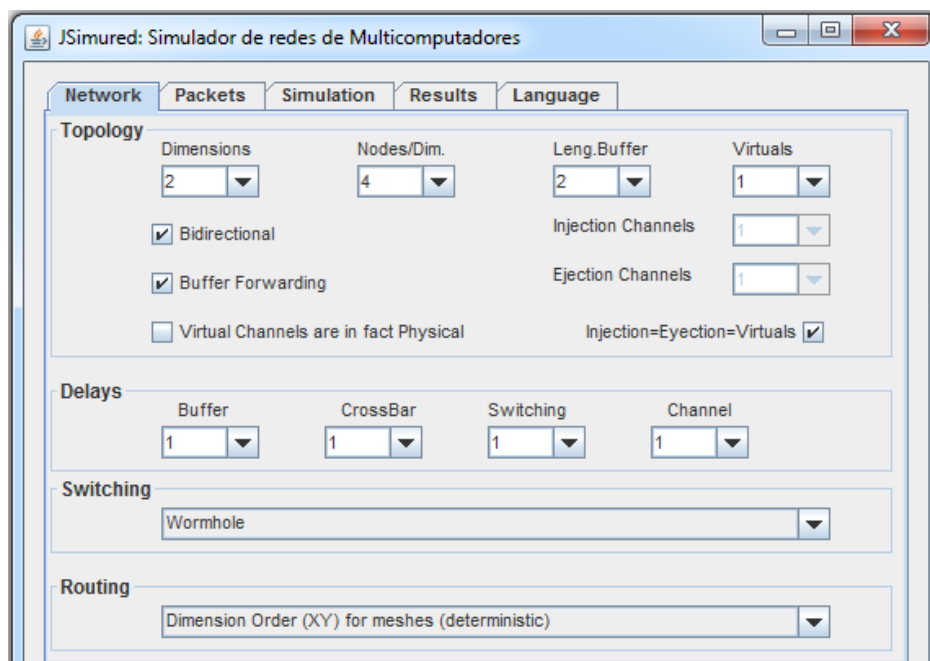 JSimured: Simulador de redes de Multicomputadores
Network Packets Simulation Results Language
Topology
Dimensions Nodes/Dim. Leng.Buffer Virtuals
2 4 2 1
Bidirectional Injection Channels 1
Buffer Forwarding Ejection Channels 1
Virtual Channels are in fact Physical Injection=Eyection=Virtuals
Delays
Buffer CrossBar Switching Channel
1 1 1 1
Switching
Wormhole
Routing
Dimension Order (XY) for meshes (deterministic)